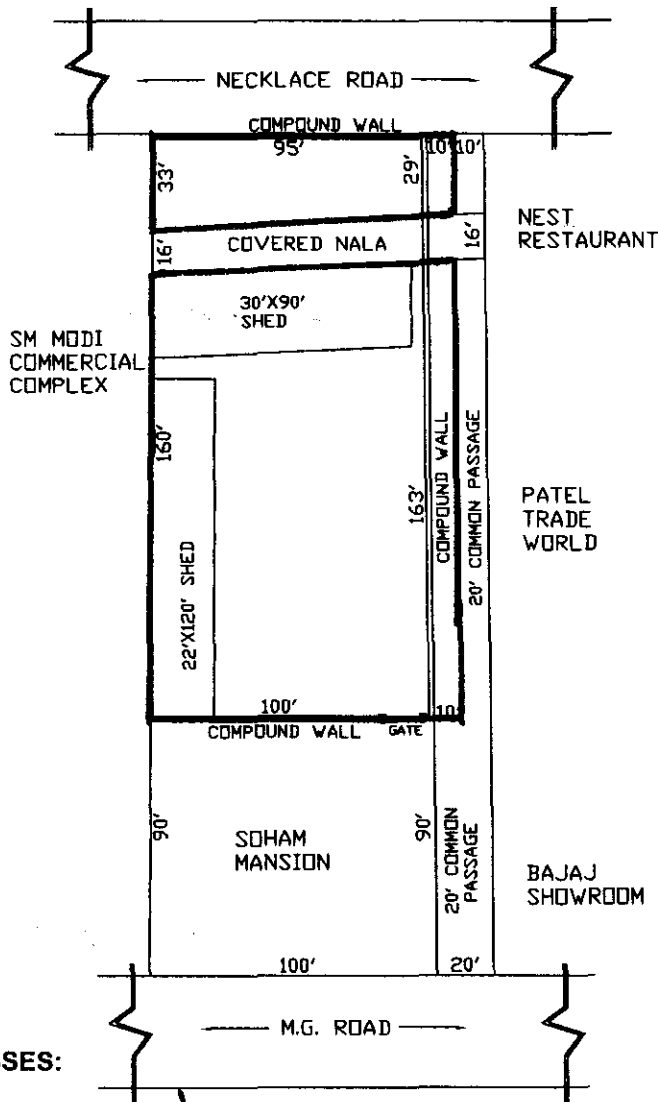 NECKLACE ROAD
COMPOUND WALL
95'
10'
10'
33'
29'
NEST
RESTAURANT
16'
COVERED NALA
16'
30'X90'
SHED
SM MODI
COMMERCIAL
COMPLEX
160'
163'
COMPOUND WALL
20' COMMON PASSAGE
PATEL
TRADE
WORLD
22'X120' SHED
100'
10'
COMPOUND WALL
GATE
90'
SOHAM
MANSION
90'
20' COMMON
PASSAGE
BAJAJ
SHOWROOM
100'
20'
M.G. ROAD
SSES: